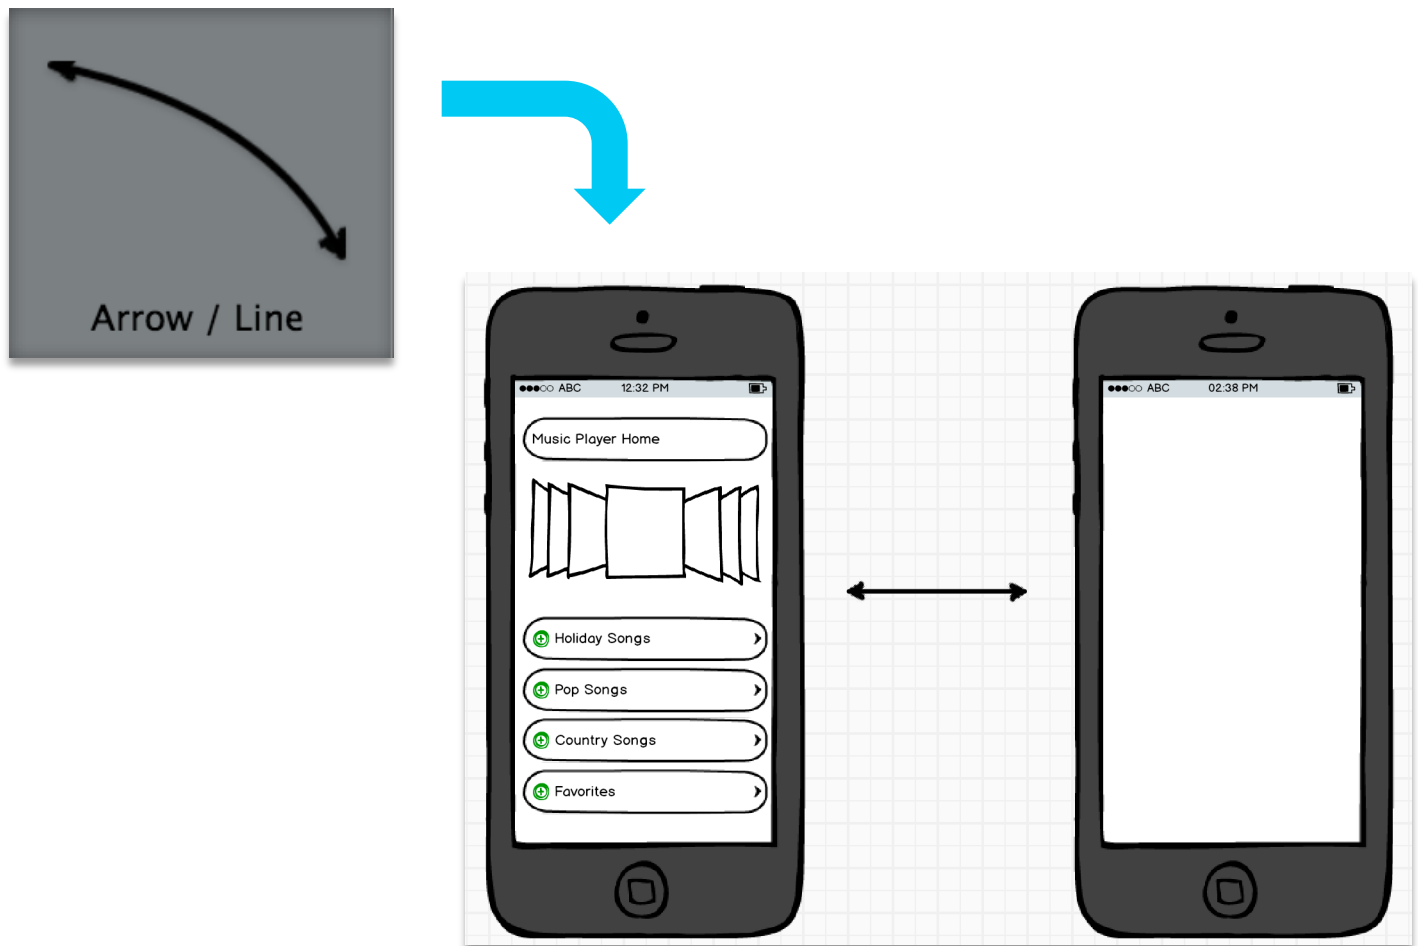 Arrow / Line
ABC 12:32 PM
Music Player Home
Holiday Songs
Pop Songs
Country Songs
Favorites
ABC 02:38 PM